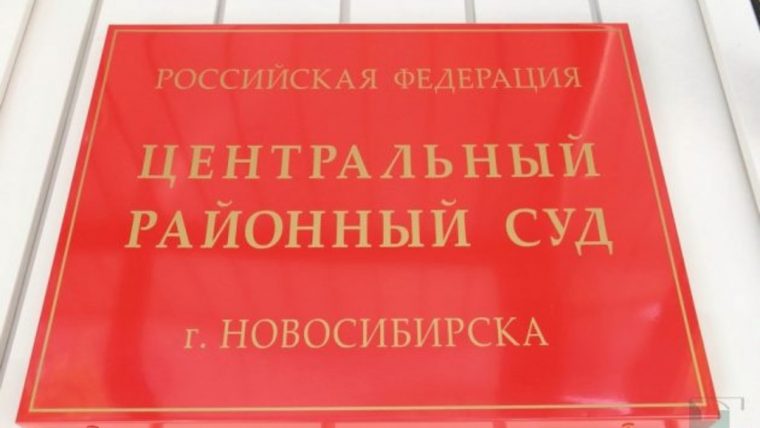 РОССИЙСКАЯ ФЕДЕРАЦИЯ
ЦЕНТРАЛЬНЫЙ
РАЙОННЫЙ СУД
г. НОВОСИБИРСКА